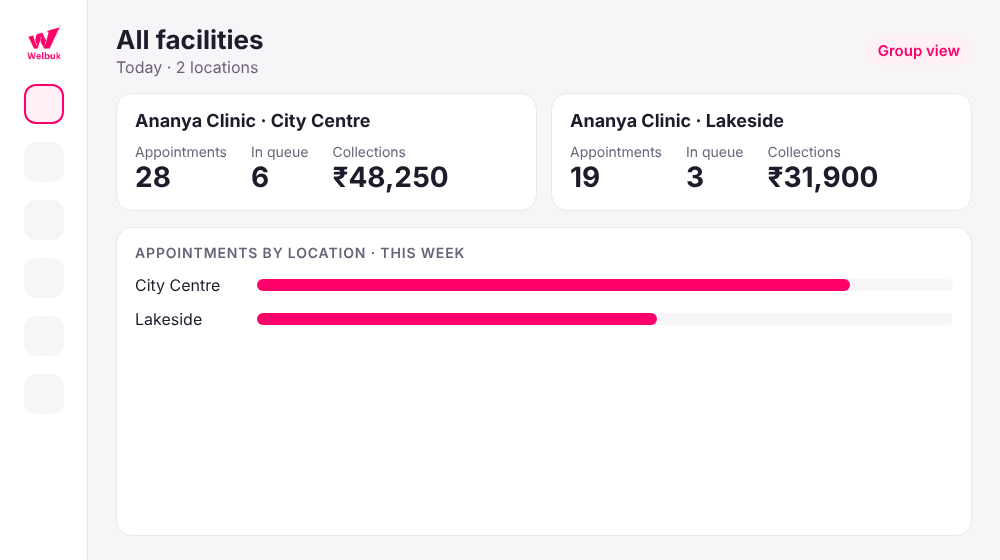 Welbuk
All facilities
Today · 2 locations
Group view
Ananya Clinic · City Centre
Appointments In queue Collections
28 6 ₹48,250
Ananya Clinic · Lakeside
Appointments In queue Collections
19 3 ₹31,900
APPOINTMENTS BY LOCATION · THIS WEEK
City Centre
Lakeside